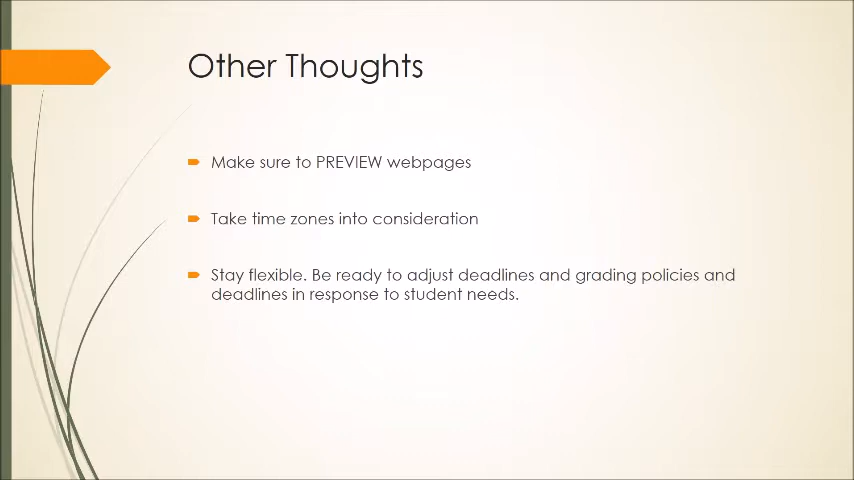 Other Thoughts
Make sure to PREVIEW webpages
Take time zones into consideration
Stay flexible. Be ready to adjust deadlines and grading policies and
deadlines in response to student needs.